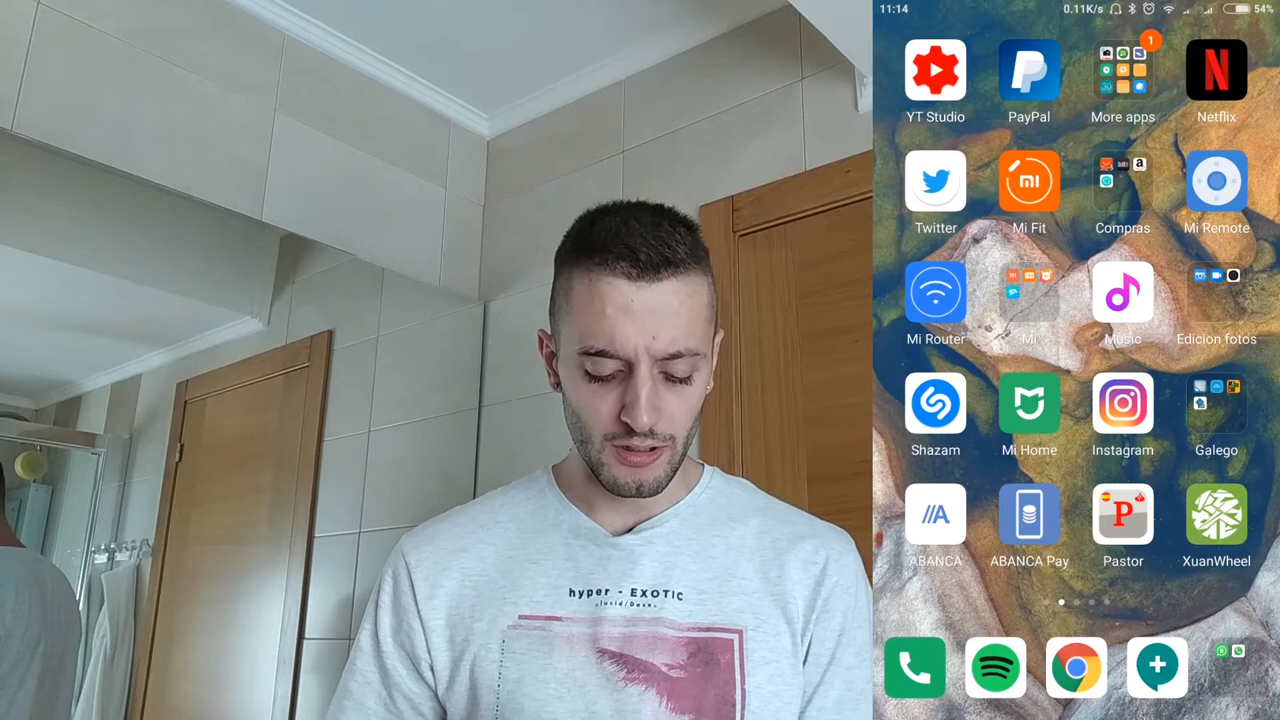 11:14 0.11K/s 54%
1
YT Studio PayPal More apps Netflix
Twitter Mi Fit Compras Mi Remote
Mi Router Mi Music Edicion fotos
Shazam Mi Home Instagram Galego
ABANCA ABANCA Pay Pastor XuanWheel
hyper - EXOTIC